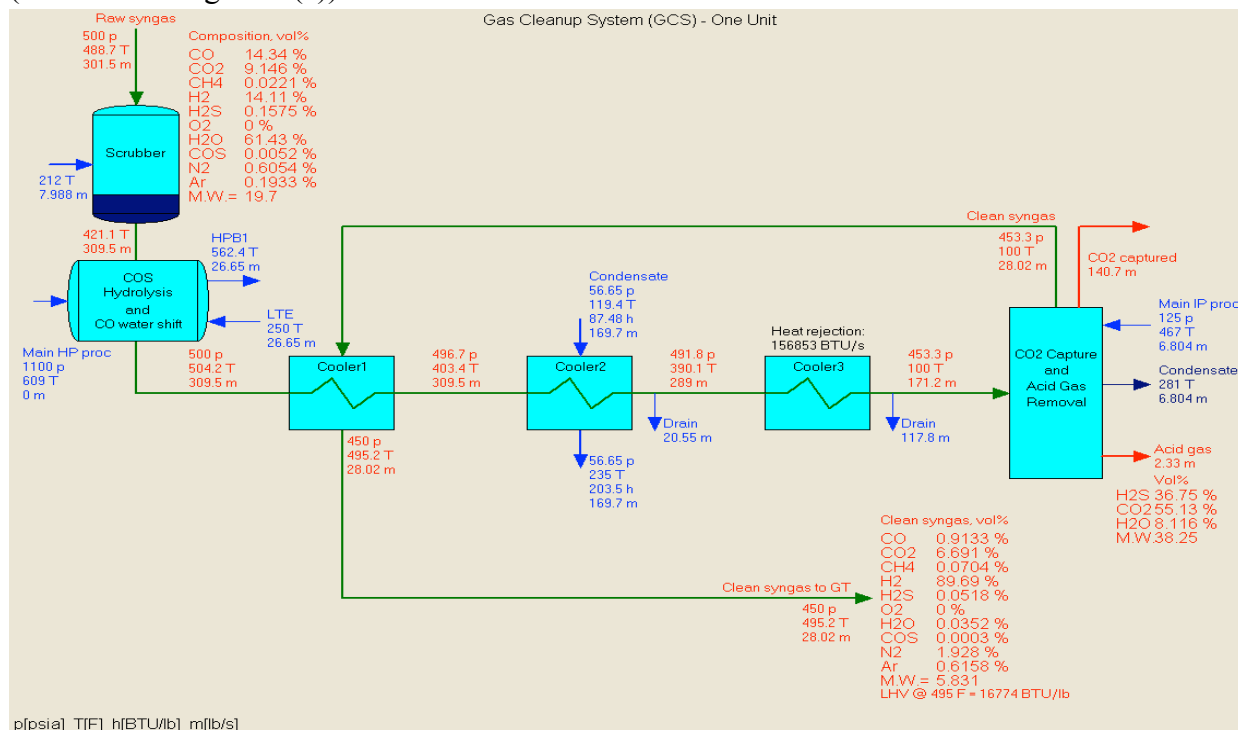 Gas Cleanup System (GCS) - One Unit
Raw syngas
500 p
488.7 T
301.5 m
Composition, vol%
CO 14.34 %
CO2 9.146 %
CH4 0.0221 %
H2 14.11 %
H2S 0.1575 %
O2 0 %
H2O 61.43 %
COS 0.0052 %
N2 0.6054 %
Ar 0.1933 %
M.W.= 19.7
Scrubber
212 T
7.988 m
421.1 T
309.5 m
HPB1
562.4 T
26.65 m
COS
Hydrolysis
and
CO water shift
LTE
250 T
26.65 m
Main HP proc
1100 p
609 T
0 m
500 p
504.2 T
309.5 m
Cooler1
450 p
495.2 T
28.02 m
496.7 p
403.4 T
309.5 m
Condensate
56.65 p
119.4 T
87.48 h
169.7 m
Cooler2
56.65 p
235 T
203.5 h
169.7 m
491.8 p
390.1 T
289 m
Drain
20.55 m
Heat rejection:
156853 BTU/s
Cooler3
453.3 p
100 T
171.2 m
Drain
117.8 m
Clean syngas
453.3 p
100 T
28.02 m
CO2 captured
140.7 m
CO2 Capture
and
Acid Gas
Removal
Main IP proc
125 p
467 T
6.804 m
Condensate
281 T
6.804 m
Acid gas
2.33 m
Vol%
H2S 36.75 %
CO2 55.13 %
H2O 8.116 %
M.W. 38.25
Clean syngas to GT
450 p
495.2 T
28.02 m
Clean syngas, vol%
CO 0.9133 %
CO2 6.691 %
CH4 0.0704 %
H2 89.69 %
H2S 0.0518 %
O2 0 %
H2O 0.0352 %
COS 0.0003 %
N2 1.928 %
Ar 0.6158 %
M.W.= 5.831
LHV @ 495 F = 16774 BTU/lb
p[psia] T[F] h[BTU/lb] m[lb/s]